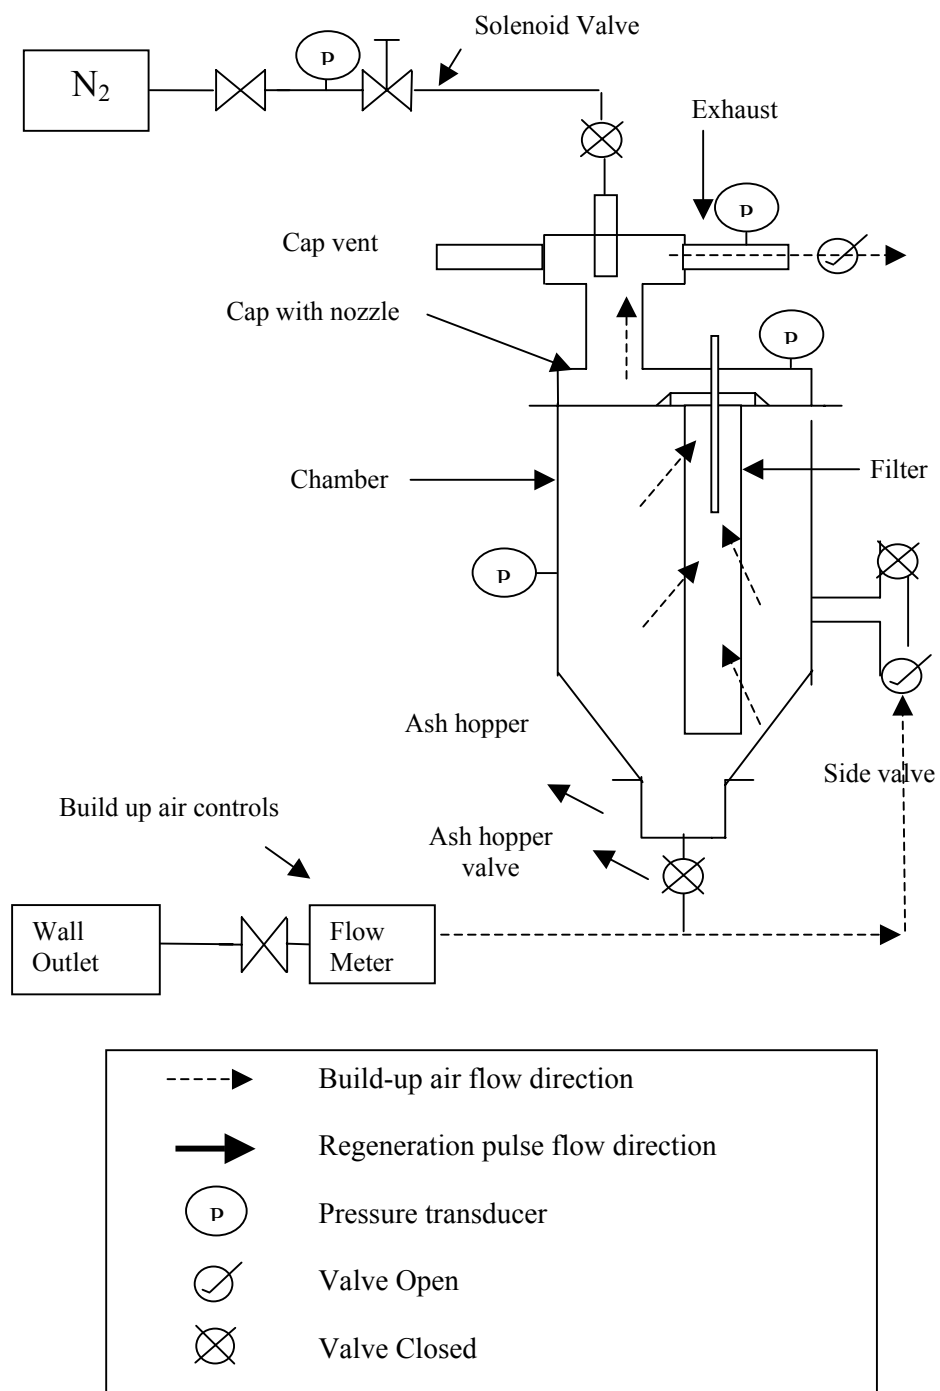 Solenoid Valve
P
N2
Exhaust
P
Cap vent
Cap with nozzle
P
Chamber
Filter
P
Ash hopper
Side valve
Build up air controls
Ash hopper
valve
Wall
Outlet
Flow
Meter
Build-up air flow direction
Regeneration pulse flow direction
P
Pressure transducer
Valve Open
Valve Closed